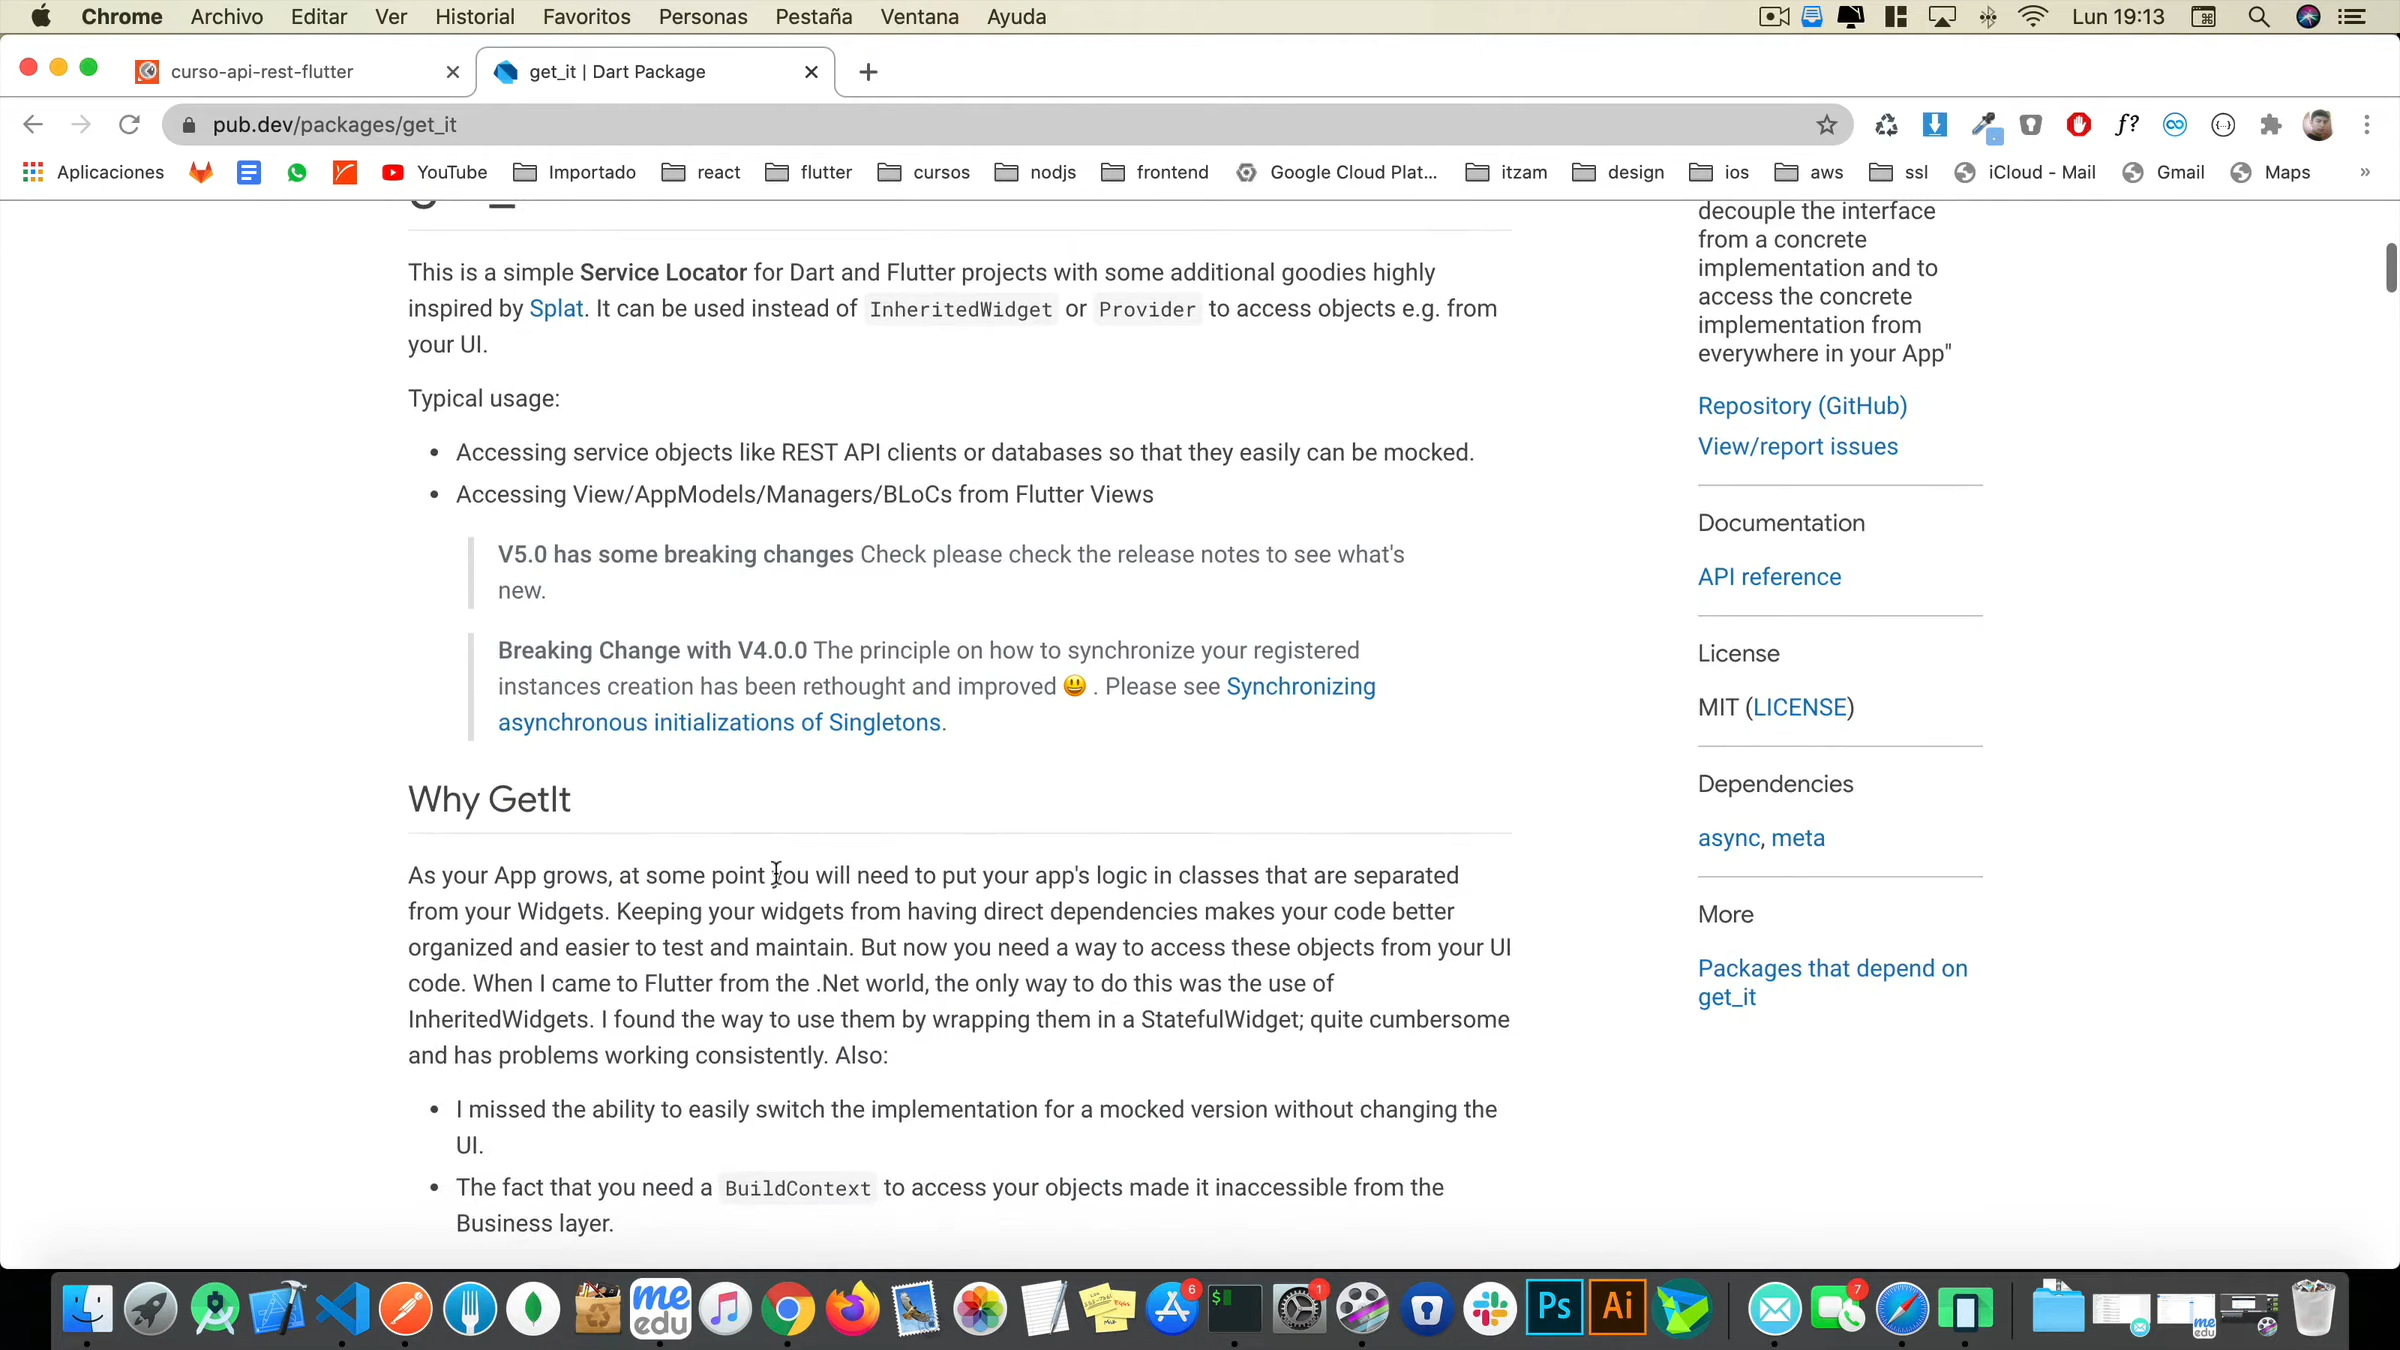 Chrome Archivo Editar Ver Historial Favoritos Personas Pestaña Ventana Ayuda Lun 19:13
curso-api-rest-flutter
get_it | Dart Package
pub.dev/packages/get_it
f?
Aplicaciones YouTube Importado react flutter cursos nodjs frontend Google Cloud Plat... itzam design ios aws ssl iCloud - Mail Gmail Maps »
This is a simple Service Locator for Dart and Flutter projects with some additional goodies highly
inspired by Splat. It can be used instead of InheritedWidget or Provider to access objects e.g. from
your UI.
Typical usage:
• Accessing service objects like REST API clients or databases so that they easily can be mocked.
• Accessing View/AppModels/Managers/BLoCs from Flutter Views
V5.0 has some breaking changes Check please check the release notes to see what's
new.
Breaking Change with V4.0.0 The principle on how to synchronize your registered
instances creation has been rethought and improved 😃 . Please see Synchronizing
asynchronous initializations of Singletons.
Why GetIt
As your App grows, at some point you will need to put your app's logic in classes that are separated
from your Widgets. Keeping your widgets from having direct dependencies makes your code better
organized and easier to test and maintain. But now you need a way to access these objects from your UI
code. When I came to Flutter from the .Net world, the only way to do this was the use of
InheritedWidgets. I found the way to use them by wrapping them in a StatefulWidget; quite cumbersome
and has problems working consistently. Also:
• I missed the ability to easily switch the implementation for a mocked version without changing the
UI.
• The fact that you need a BuildContext to access your objects made it inaccessible from the
Business layer.
decouple the interface
from a concrete
implementation and to
access the concrete
implementation from
everywhere in your App"
Repository (GitHub)
View/report issues
Documentation
API reference
License
MIT (LICENSE)
Dependencies
async, meta
More
Packages that depend on
get_it
me
edu
6
$
1
Ps
Ai
7
me
edu